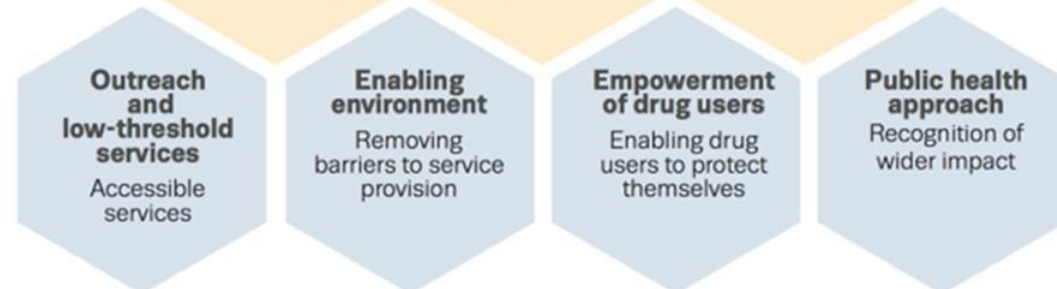 Outreach
and
low-threshold
services
Accessible
services
Enabling
environment
Removing
barriers to service
provision
Empowerment
of drug users
Enabling drug
users to protect
themselves
Public health
approach
Recognition of
wider impact